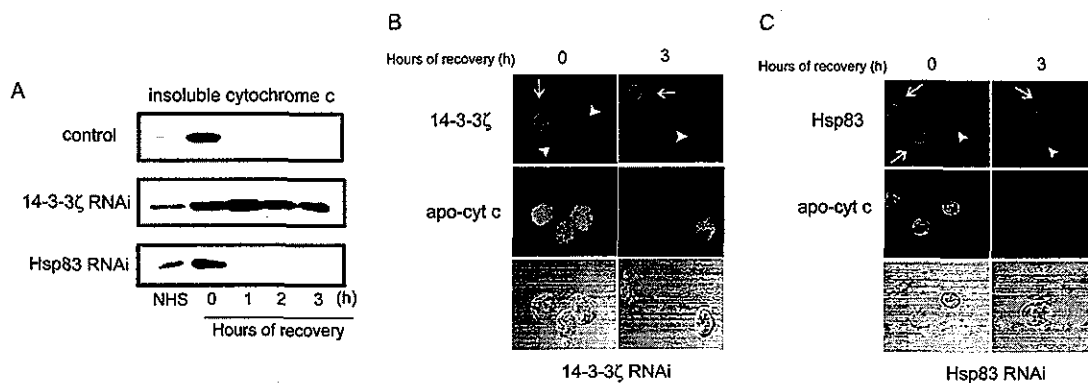 A
insoluble cytochrome c
control
14-3-3ζ RNAi
Hsp83 RNAi
NHS 0 1 2 3 (h)
Hours of recovery
B
Hours of recovery (h) 0 3
14-3-3ζ
apo-cyt c
14-3-3ζ RNAi
C
Hours of recovery (h) 0 3
Hsp83
apo-cyt c
Hsp83 RNAi